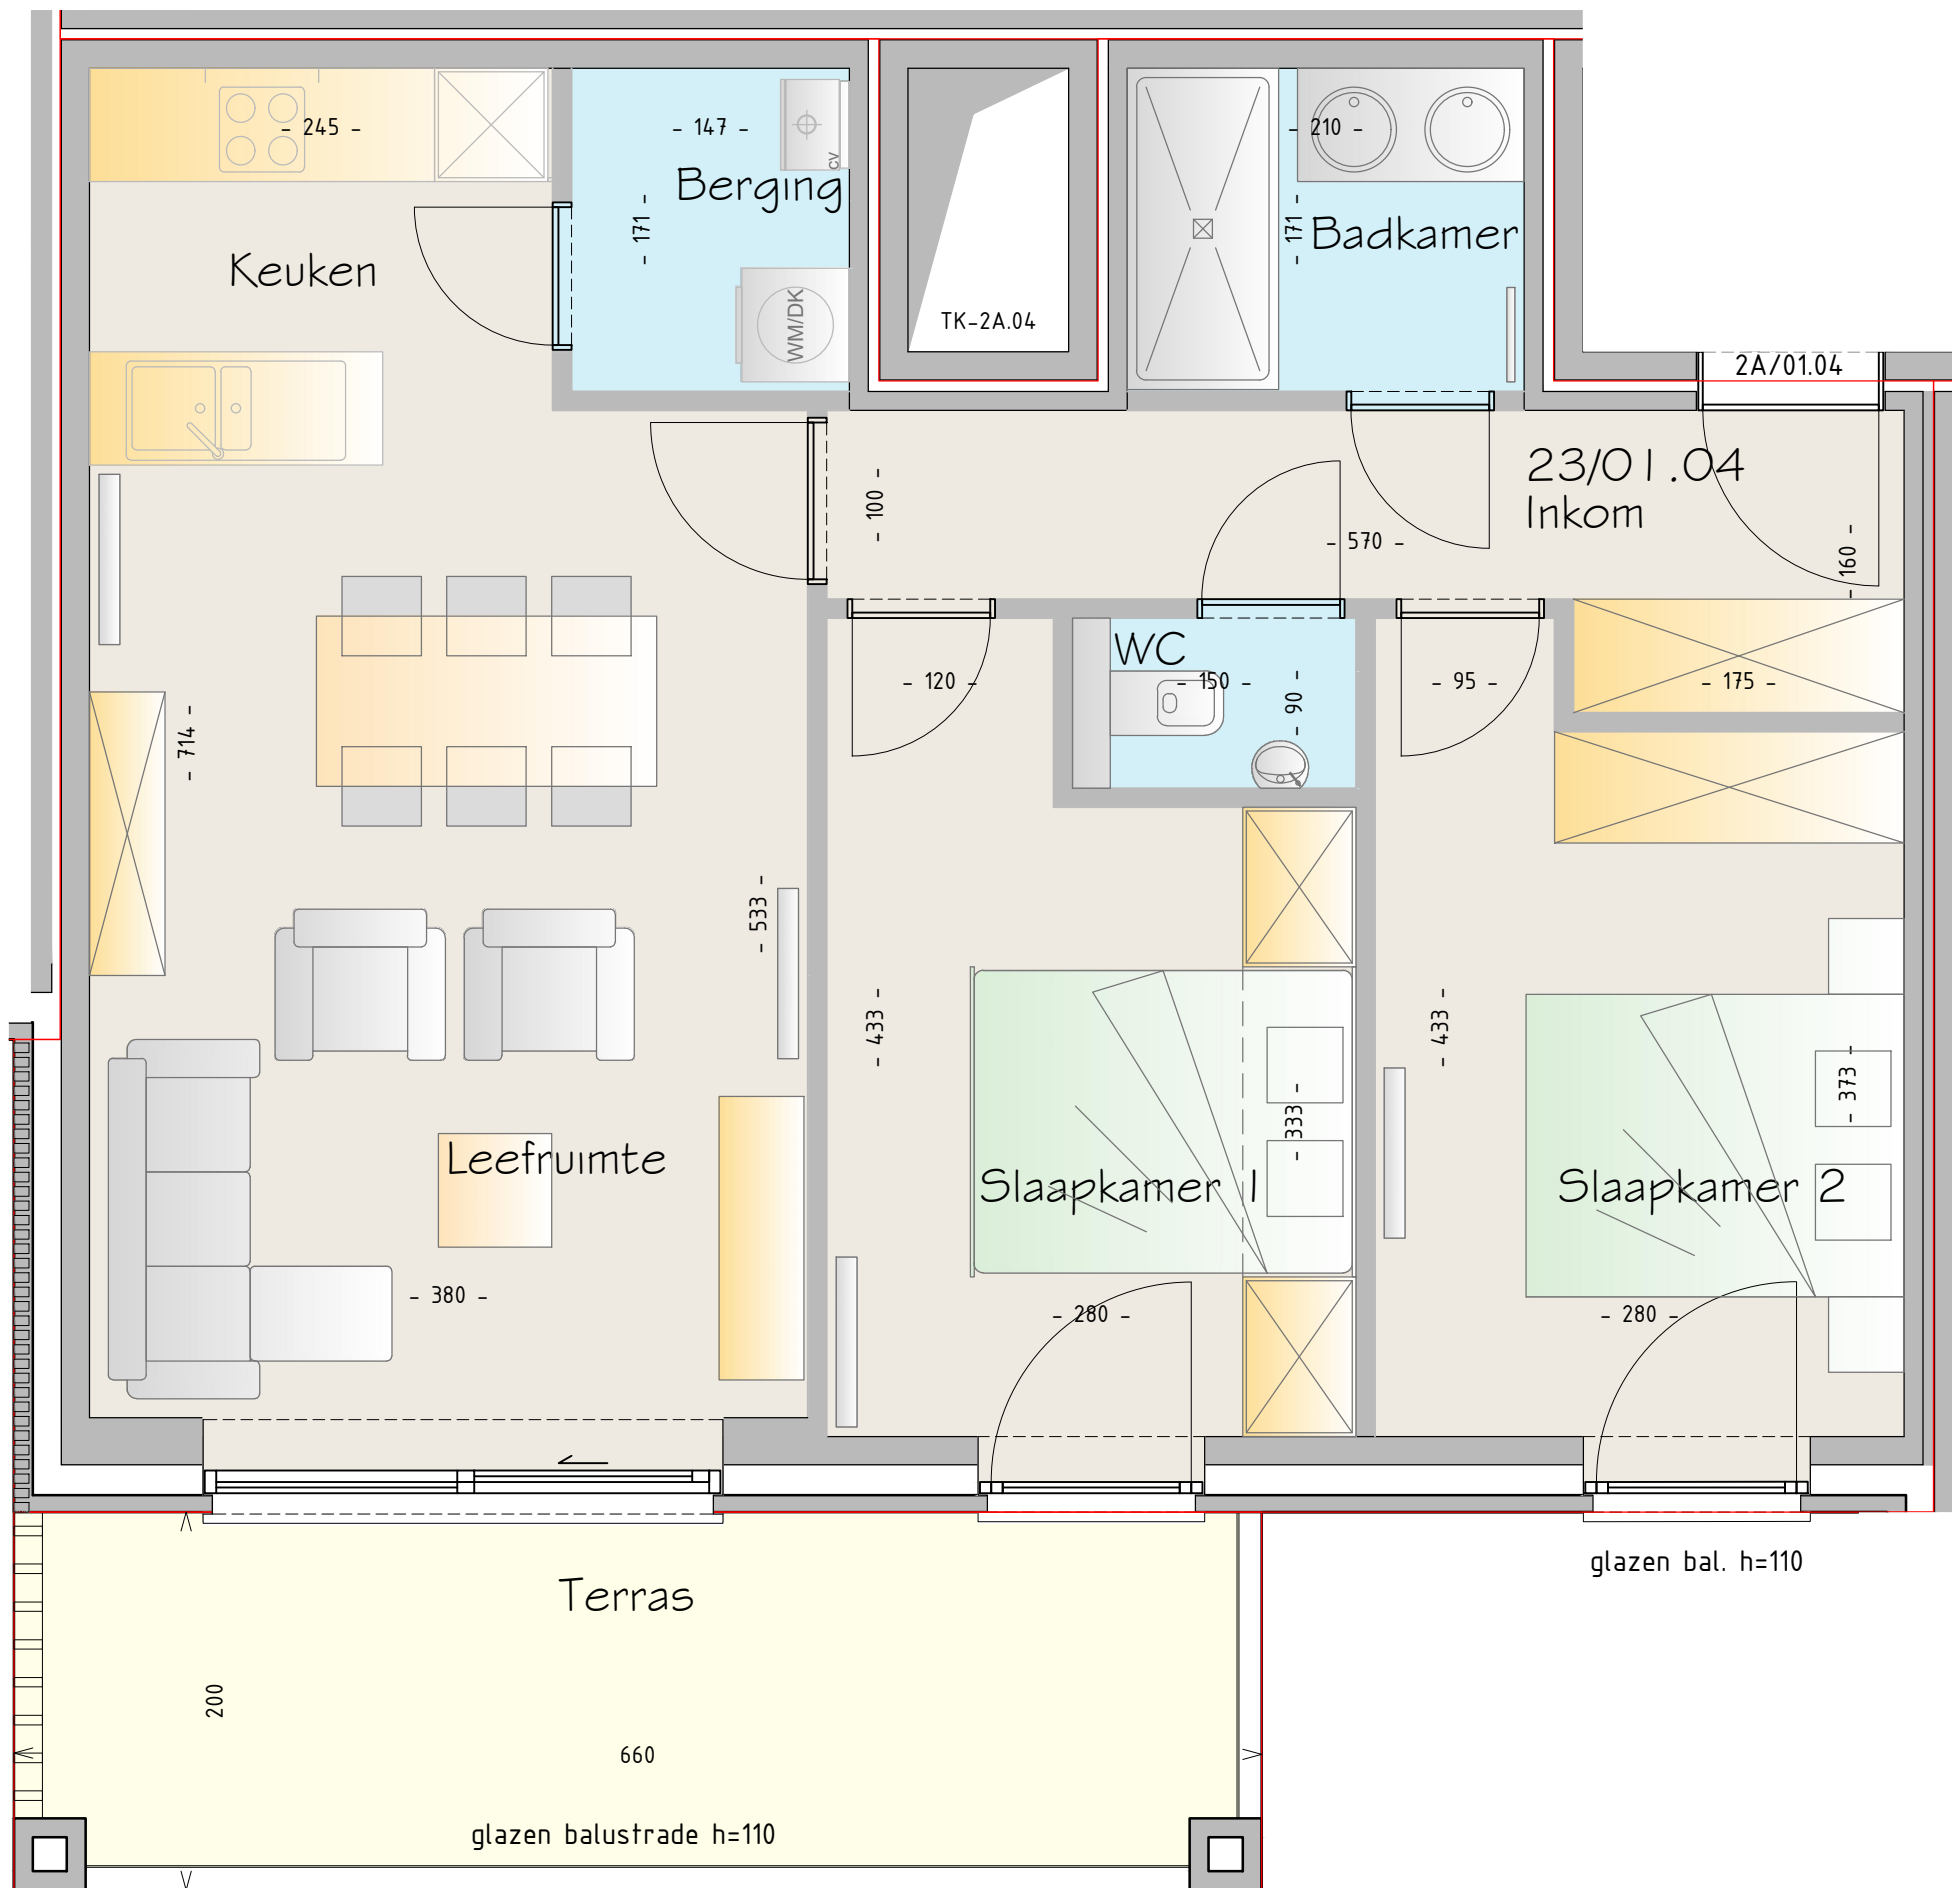 - 245 -
- 147 -
- 210 -
CV
Berging
- 171 -
- 171 -
Badkamer
Keuken
WM/DK
TK-2A.04
2A/01.04
23/01.04
Inkom
- 100 -
- 570 -
- 160 -
WC
- 120 -
- 150 -
- 90 -
- 95 -
- 175 -
- 714 -
- 533 -
- 433 -
- 433 -
- 333 -
- 373 -
Leefruimte
Slaapkamer 1
Slaapkamer 2
- 380 -
- 280 -
- 280 -
glazen bal. h=110
Terras
200
660
glazen balustrade h=110